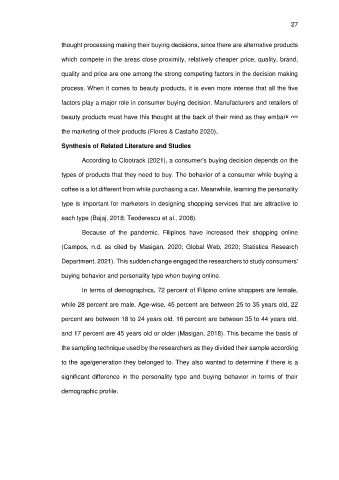 27
thought processing making their buying decisions, since there are alternative products
which compete in the areas close proximity, relatively cheaper price, quality, brand,
quality and price are one among the strong competing factors in the decision making
process. When it comes to beauty products, it is even more intense that all the five
factors play a major role in consumer buying decision. Manufacturers and retailers of
beauty products must have this thought at the back of their mind as they embark on
the marketing of their products (Flores & Castaño 2020).
Synthesis of Related Literature and Studies
According to Clootrack (2021), a consumer's buying decision depends on the
types of products that they need to buy. The behavior of a consumer while buying a
coffee is a lot different from while purchasing a car. Meanwhile, learning the personality
type is important for marketers in designing shopping services that are attractive to
each type (Bajaj, 2018; Teoderescu et al., 2008).
Because of the pandemic, Filipinos have increased their shopping online
(Campos, n.d. as cited by Masigan, 2020; Global Web, 2020; Statistica Research
Department, 2021). This sudden change engaged the researchers to study consumers'
buying behavior and personality type when buying online.
In terms of demographics, 72 percent of Filipino online shoppers are female,
while 28 percent are male. Age-wise, 45 percent are between 25 to 35 years old, 22
percent are between 18 to 24 years old, 16 percent are between 35 to 44 years old,
and 17 percent are 45 years old or older (Masigan, 2018). This became the basis of
the sampling technique used by the researchers as they divided their sample according
to the age/generation they belonged to. They also wanted to determine if there is a
significant difference in the personality type and buying behavior in terms of their
demographic profile.